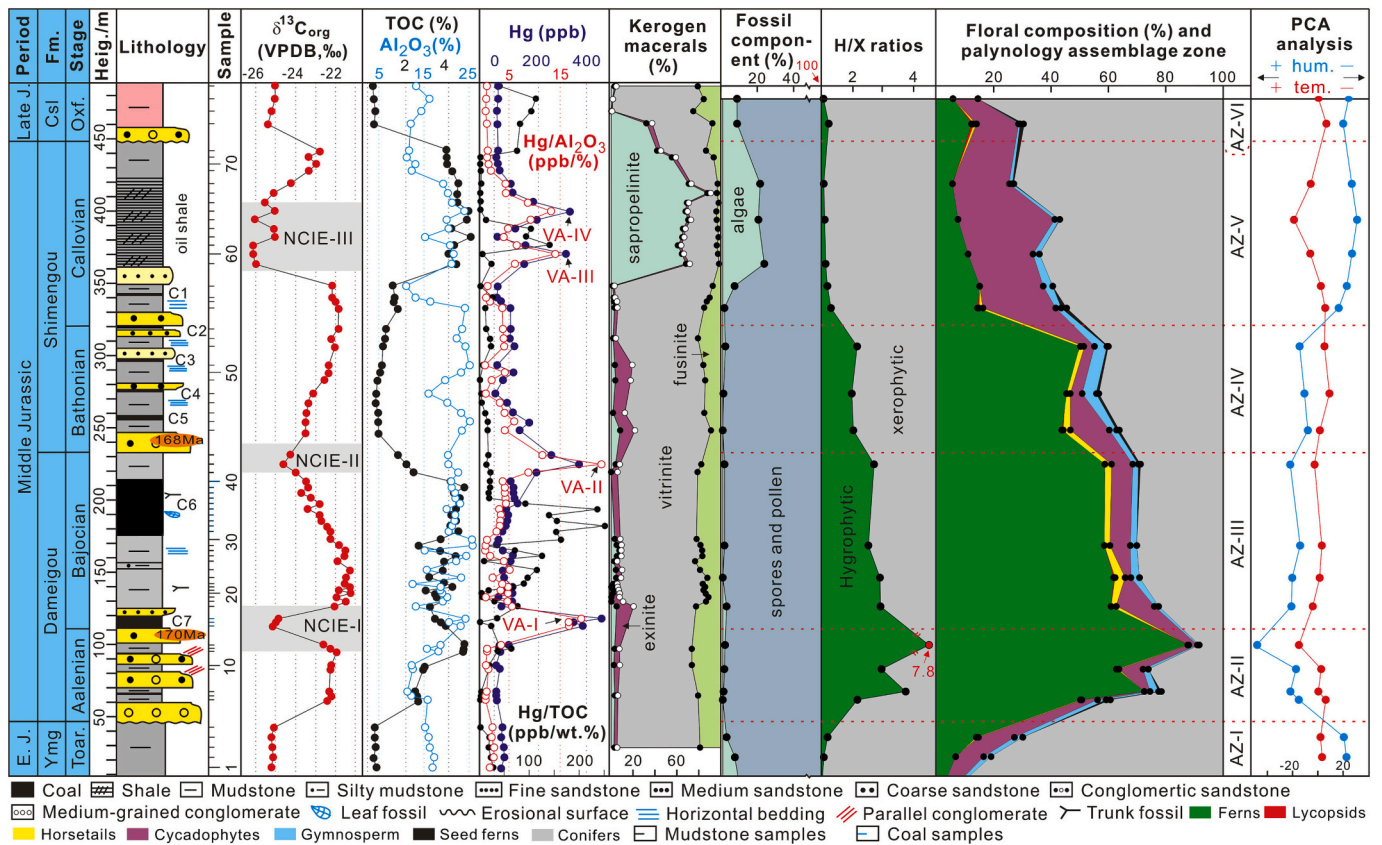 Period
Fm.
Stage
Heig./m
Lithology
Sample
δ¹³Corg
(VPDB,‰)
-26 -24 -22
TOC (%)
Al₂O₃(%)
5 15 25
2 4
Hg (ppb)
0 200 400
5 15
Kerogen
macerals
(%)
Fossil
compon-
ent (%)
20 40
100
H/X ratios
2 4
Floral composition (%) and
palynology assemblage zone
20 40 60 80 100
PCA
analysis
+ hum. −
+ tem. −
Late J.
Middle Jurassic
E. J.
Csl
Shimengou
Dameigou
Ymg
Oxf.
Callovian
Bathonian
Bajocian
Aalenian
Toar.
450
400
350
300
250
200
150
100
50
oil shale
C1
C2
C3
C4
C5
168Ma
C6
C7
170Ma
70
60
50
40
30
20
10
1
NCIE-III
NCIE-II
NCIE-I
Hg/Al₂O₃
(ppb/%)
VA-IV
VA-III
VA-II
VA-I
Hg/TOC
(ppb/wt.%)
0 100 200
sapropelinite
fusinite
vitrinite
exinite
20 60
algae
spores and pollen
xerophytic
Hygrophytic
7.8
AZ-VI
AZ-V
AZ-IV
AZ-III
AZ-II
AZ-I
-20 20
Coal Shale Mudstone Silty mudstone Fine sandstone Medium sandstone Coarse sandstone Conglomertic sandstone
Medium-grained conglomerate Leaf fossil Erosional surface Horizontal bedding Parallel conglomerate Trunk fossil Ferns Lycopsids
Horsetails Cycadophytes Gymnosperm Seed ferns Conifers Mudstone samples Coal samples